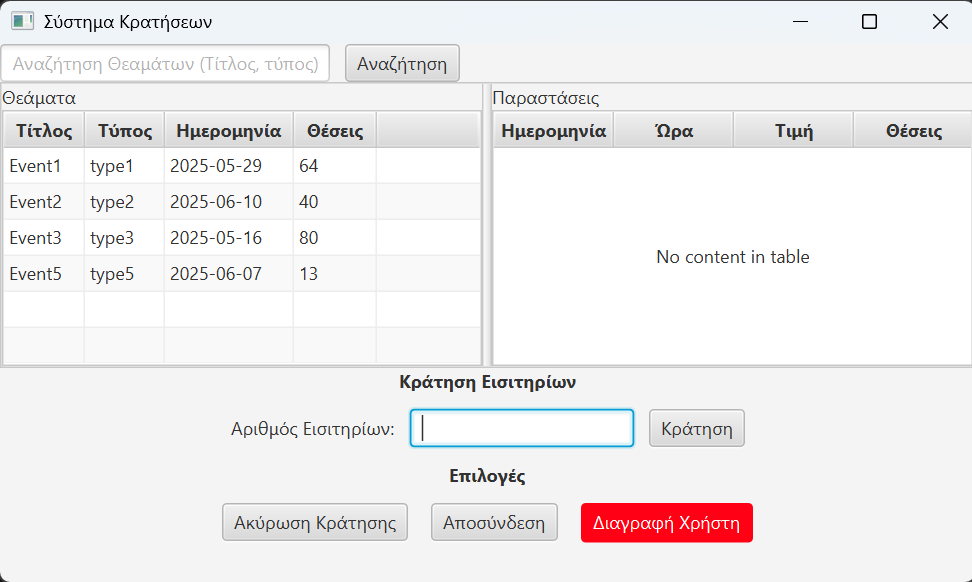 Σύστημα Κρατήσεων
Αναζήτηση Θεαμάτων (Τίτλος, τύπος) Αναζήτηση
Θεάματα
Τίτλος Τύπος Ημερομηνία Θέσεις
Event1 type1 2025-05-29 64
Event2 type2 2025-06-10 40
Event3 type3 2025-05-16 80
Event5 type5 2025-06-07 13
Παραστάσεις
Ημερομηνία Ώρα Τιμή Θέσεις
No content in table
Κράτηση Εισιτηρίων
Αριθμός Εισιτηρίων: Κράτηση
Επιλογές
Ακύρωση Κράτησης Αποσύνδεση Διαγραφή Χρήστη